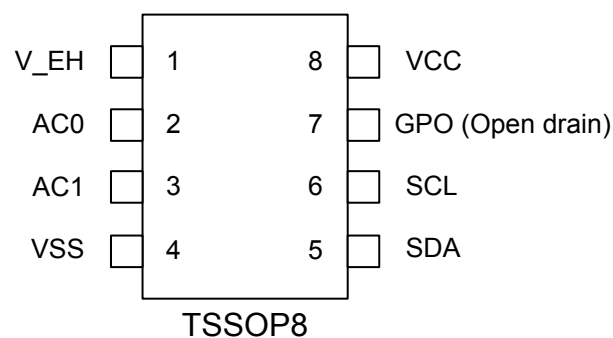 V_EH 1 8 VCC
AC0 2 7 GPO (Open drain)
AC1 3 6 SCL
VSS 4 5 SDA
TSSOP8